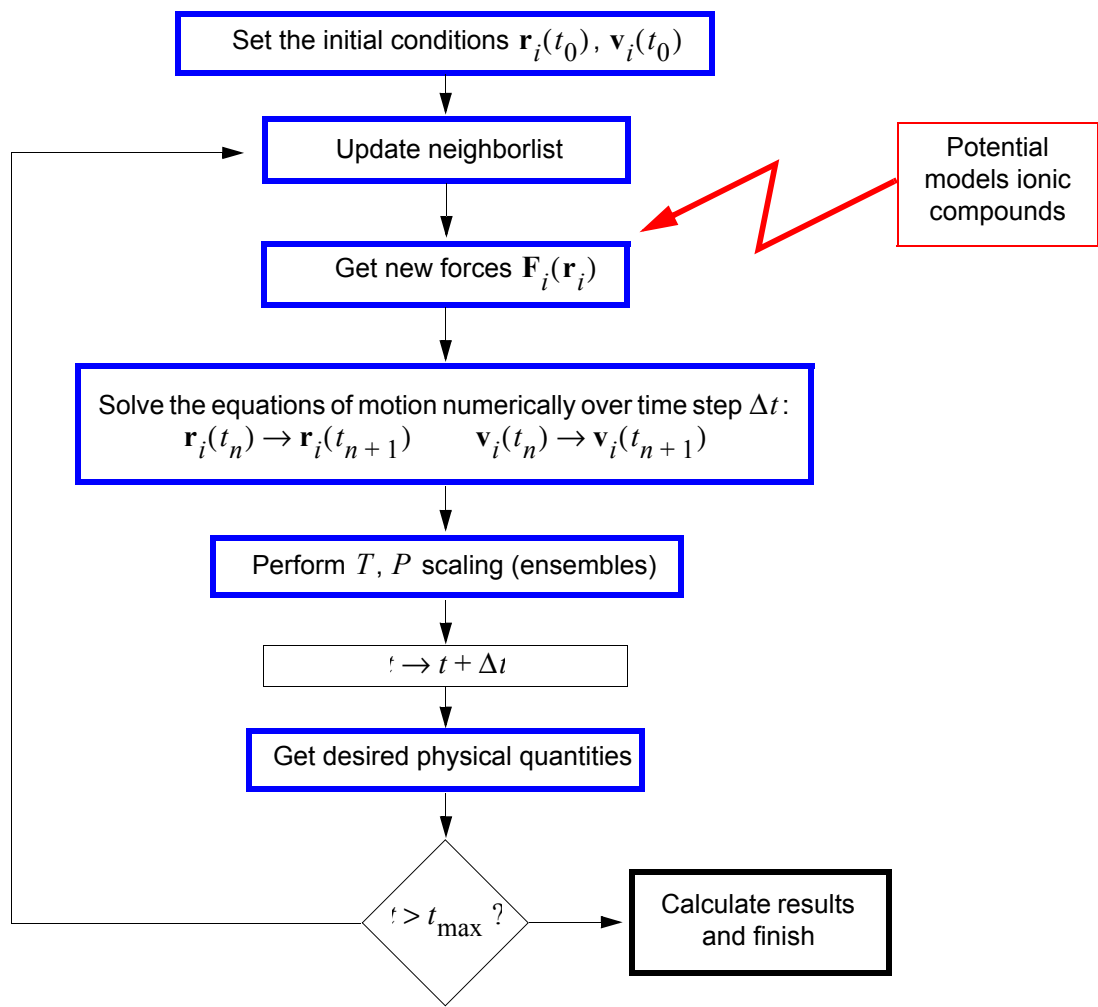 Set the initial conditions r_i(t_0), v_i(t_0)
Update neighborlist
Potential
models ionic
compounds
Get new forces F_i(r_i)
Solve the equations of motion numerically over time step Δt:
r_i(t_n) → r_i(t_{n + 1}) v_i(t_n) → v_i(t_{n + 1})
Perform T, P scaling (ensembles)
t → t + Δt
Get desired physical quantities
t > t_max ?
Calculate results
and finish